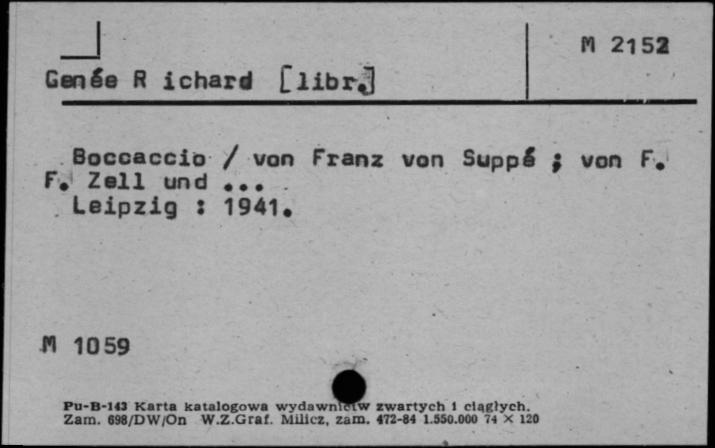 M 2152
Genée R ichard [libr.]
Boccaccio / von Franz von Suppé ; von F.
F. Zell und ...
Leipzig : 1941.
M 1059
Pu-B-143 Karta katalogowa wydawnictw zwartych i ciągłych.
Zam. 698/DW/On W.Z.Graf. Milicz, zam. 472-84 1.550.000 74 × 120